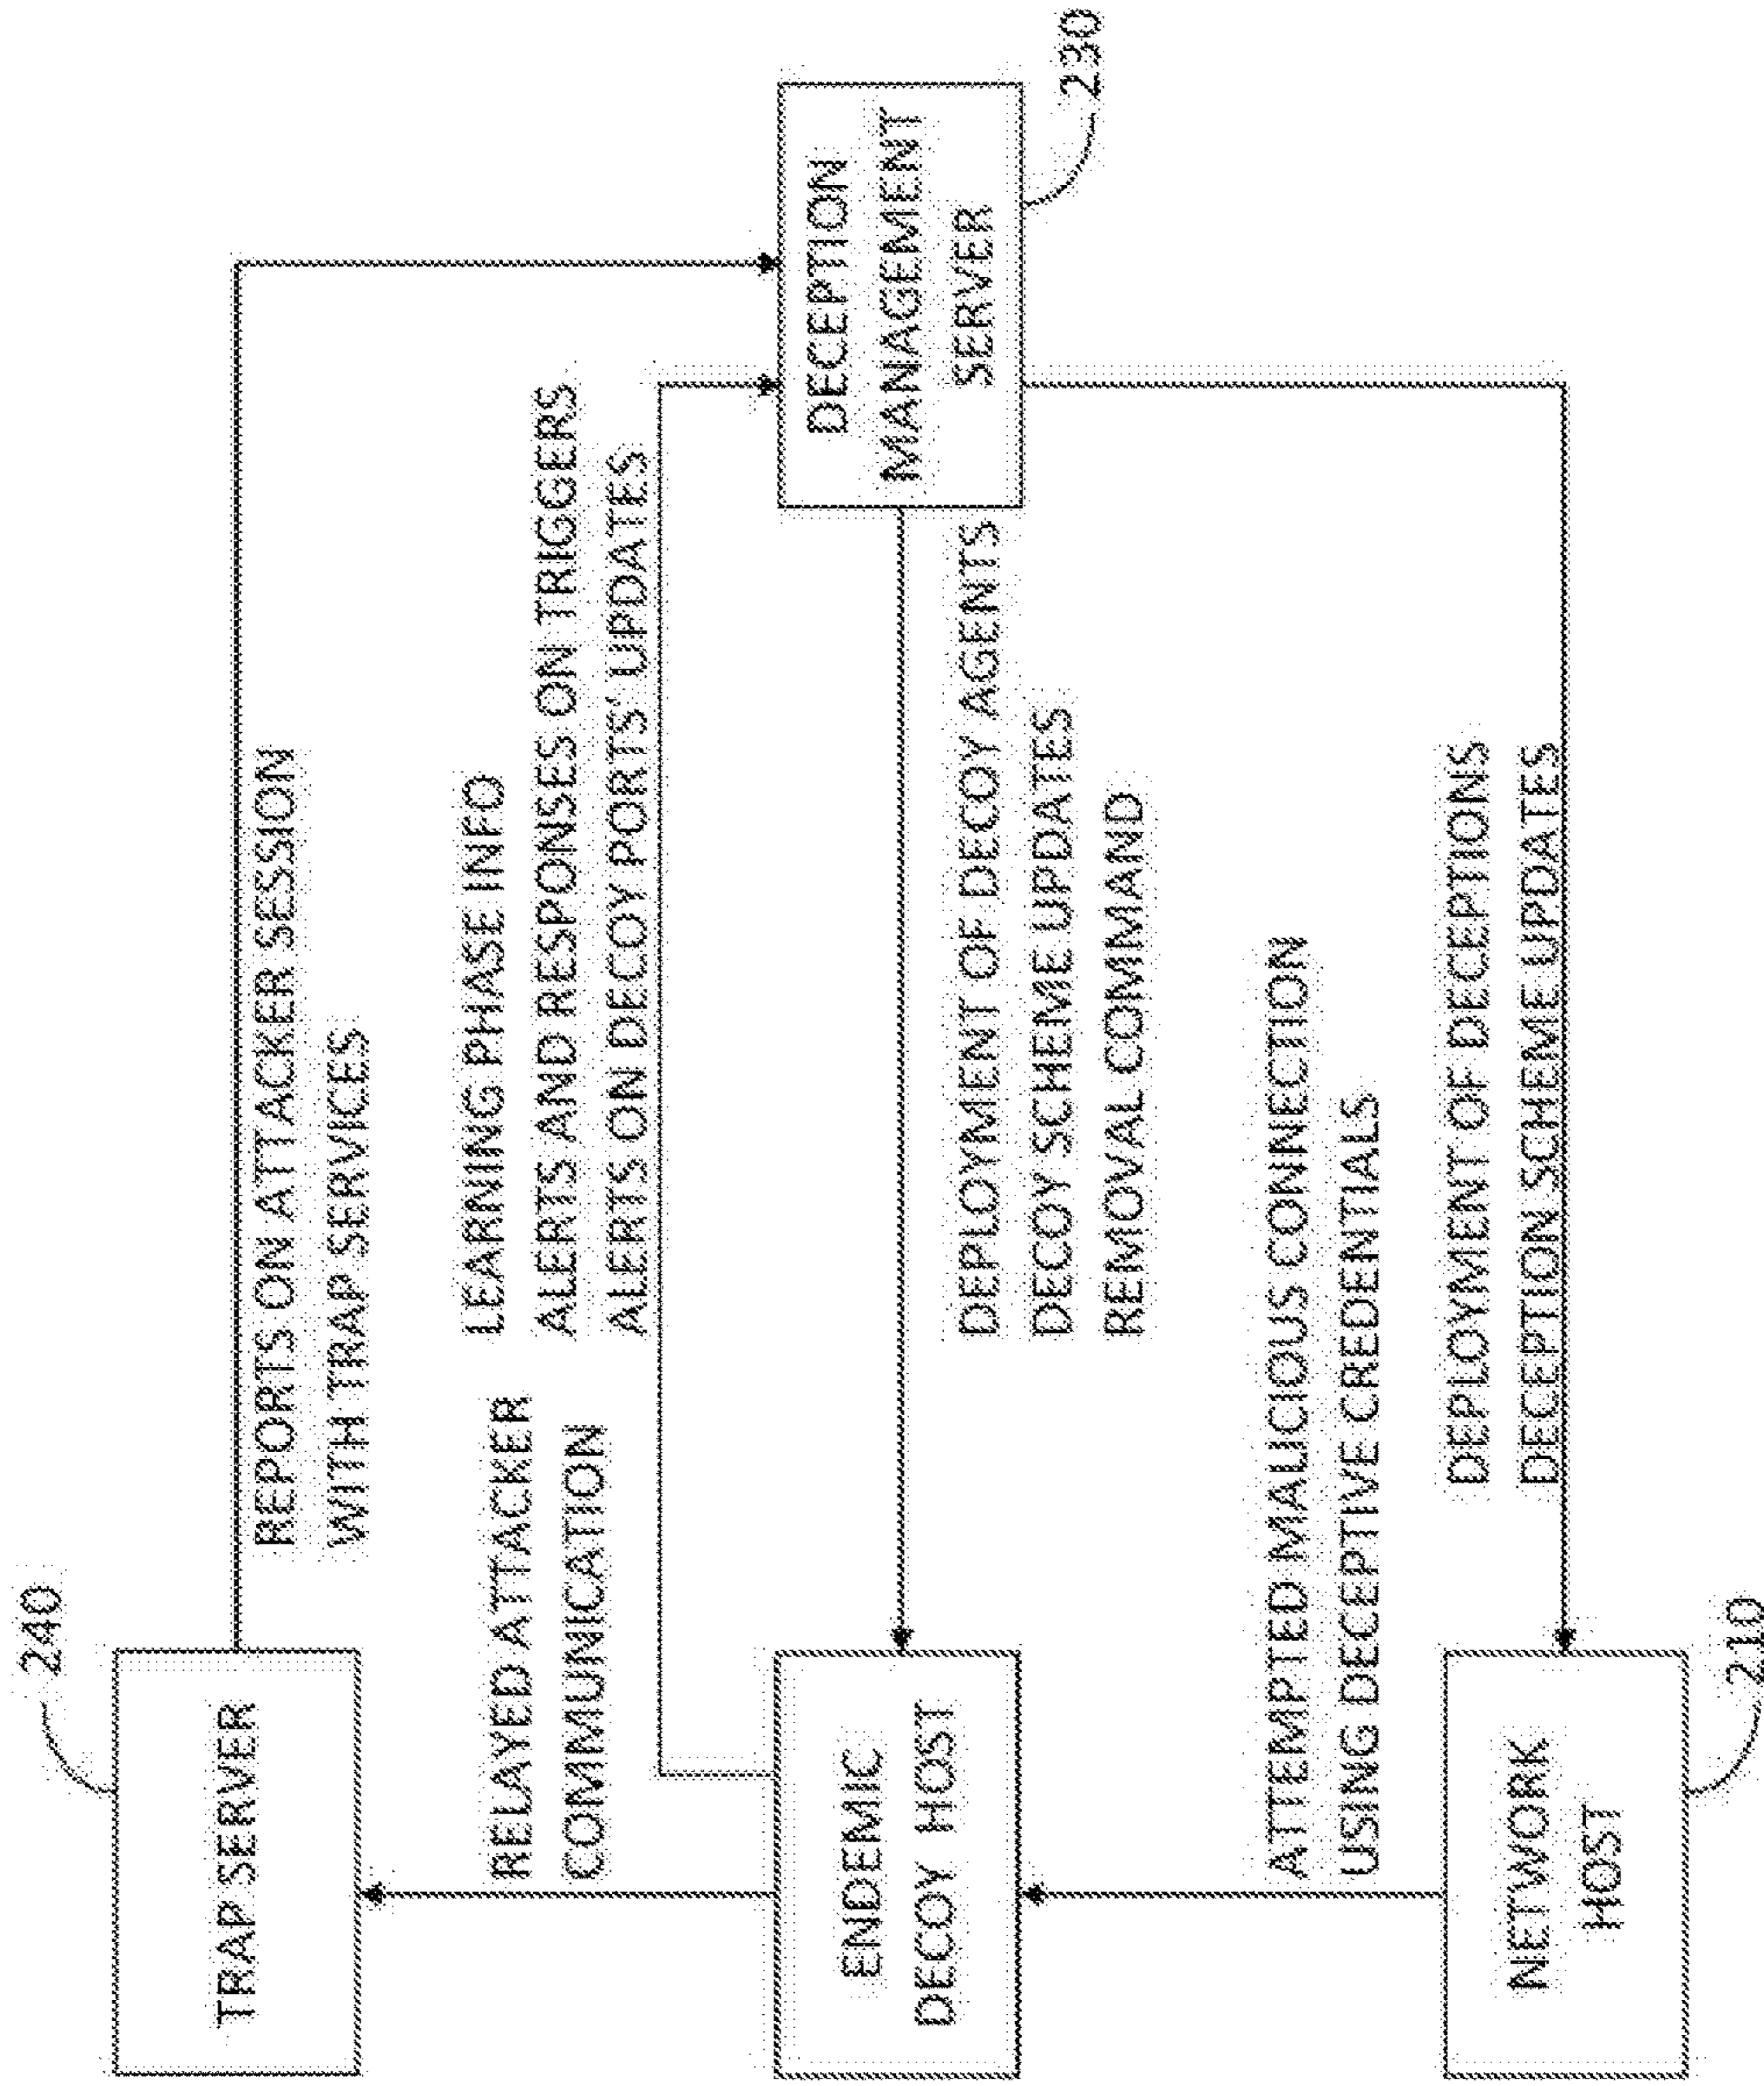 240
TRAP SERVER
REPORTS ON ATTACKER SESSION
WITH TRAP SERVICES
RELAYED ATTACKER
COMMUNICATION
LEARNING PHASE INFO
ALERTS AND RESPONSES ON TRIGGERS
ALERTS ON DECOY PORTS' UPDATES
ENDEMIC
DECOY HOST
DECEPTION
MANAGEMENT
SERVER
230
DEPLOYMENT OF DECOY AGENTS
DECOY SCHEME UPDATES
REMOVAL COMMAND
ATTEMPTED MALICIOUS CONNECTION
USING DECEPTIVE CREDENTIALS
DEPLOYMENT OF DECEPTIONS
DECEPTION SCHEME UPDATES
NETWORK
HOST
210